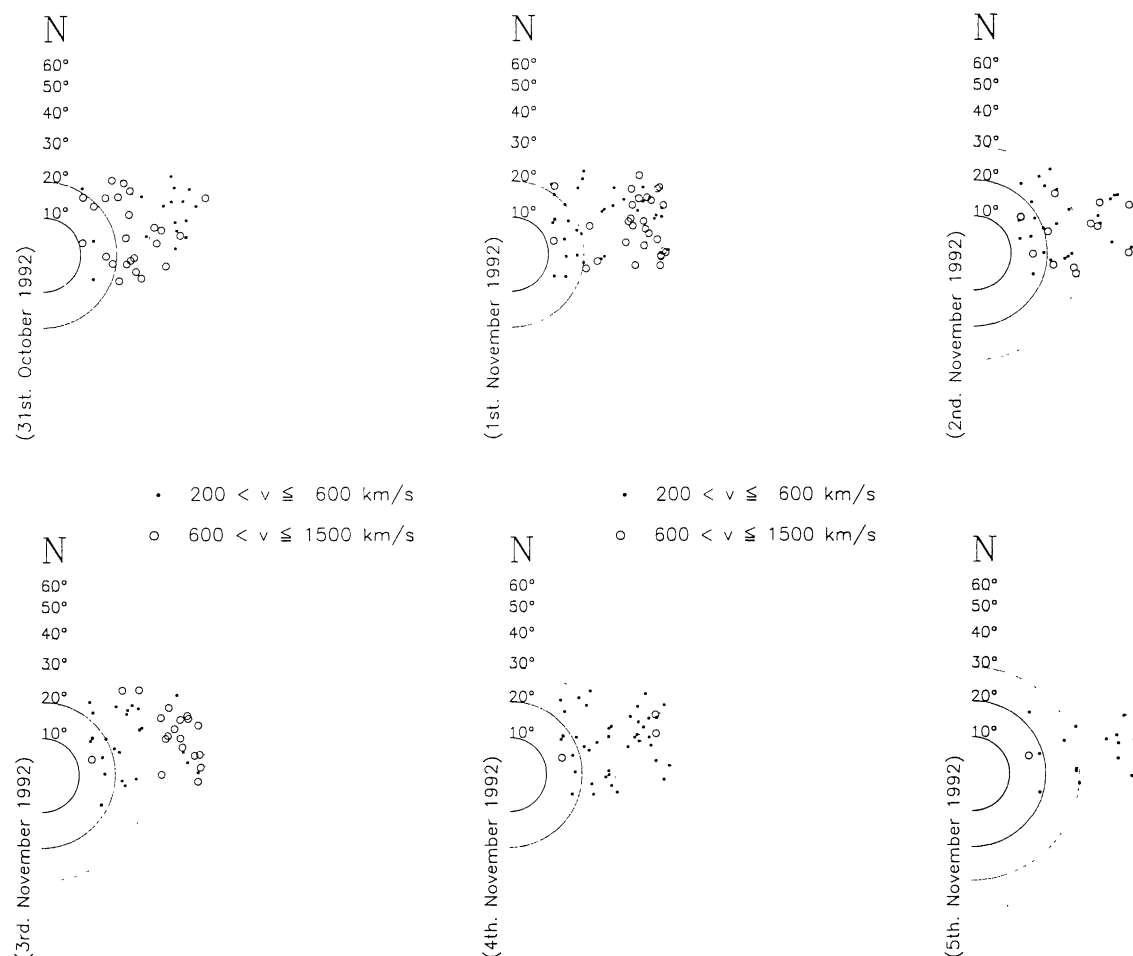 N
60°
50°
40°
30°
20°
10°
(31st. October 1992)
N
60°
50°
40°
30°
20°
10°
(1st. November 1992)
N
60°
50°
40°
30°
20°
10°
(2nd. November 1992)
• 200 < v ≦ 600 km/s
○ 600 < v ≦ 1500 km/s
• 200 < v ≦ 600 km/s
○ 600 < v ≦ 1500 km/s
N
60°
50°
40°
30°
20°
10°
(3rd. November 1992)
N
60°
50°
40°
30°
20°
10°
(4th. November 1992)
N
60°
50°
40°
30°
20°
10°
(5th. November 1992)